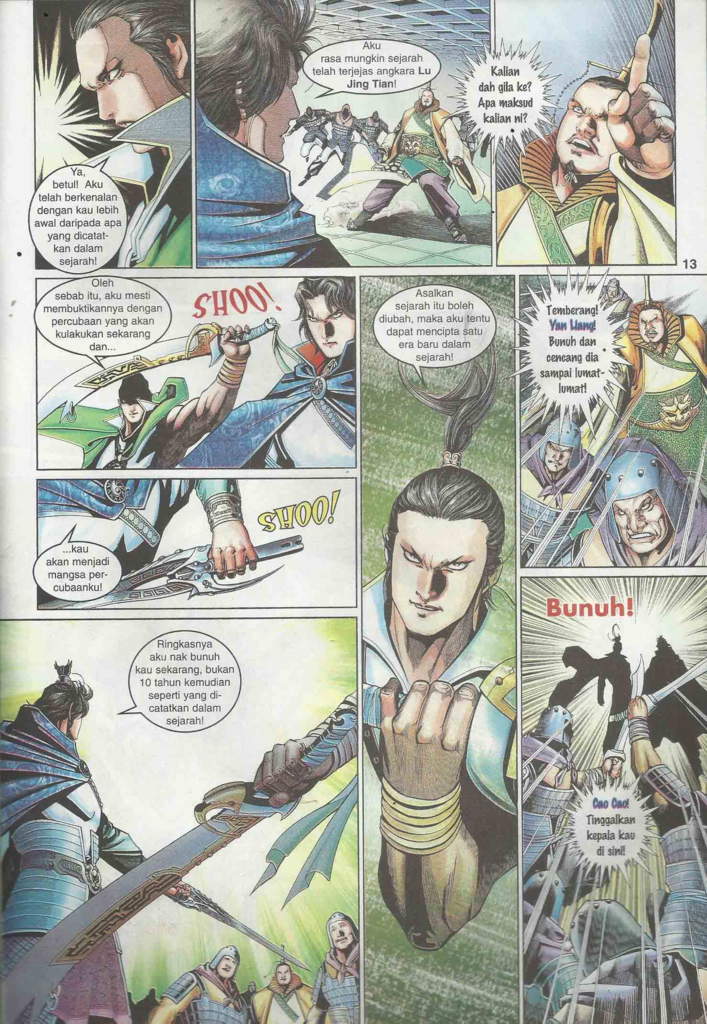 Ya,
betul! Aku
telah berkenalan
dengan kau lebih
awal daripada apa
yang dicatat-
kan dalam
sejarah!
Aku
rasa mungkin sejarah
telah terjejas angkara Lu
Jing Tian!
Kalian
dah gila ke?
Apa maksud
kalian ni?
13
Oleh
sebab itu, aku mesti
membuktikannya dengan
percubaan yang akan
kulakukan sekarang
dan...
SHOO!
...kau
akan menjadi
mangsa per-
cubaanku!
SHOO!
Asalkan
sejarah itu boleh
diubah, maka aku tentu
dapat mencipta satu
era baru dalam
sejarah!
Temberang!
Yan Liang!
Bunuh dan
cencang dia
sampai lumat-
lumat!
Ringkasnya
aku nak bunuh
kau sekarang, bukan
10 tahun kemudian
seperti yang di-
catatkan dalam
sejarah!
Bunuh!
Cao Cao!
Tinggalkan
kepala kau
di sini!